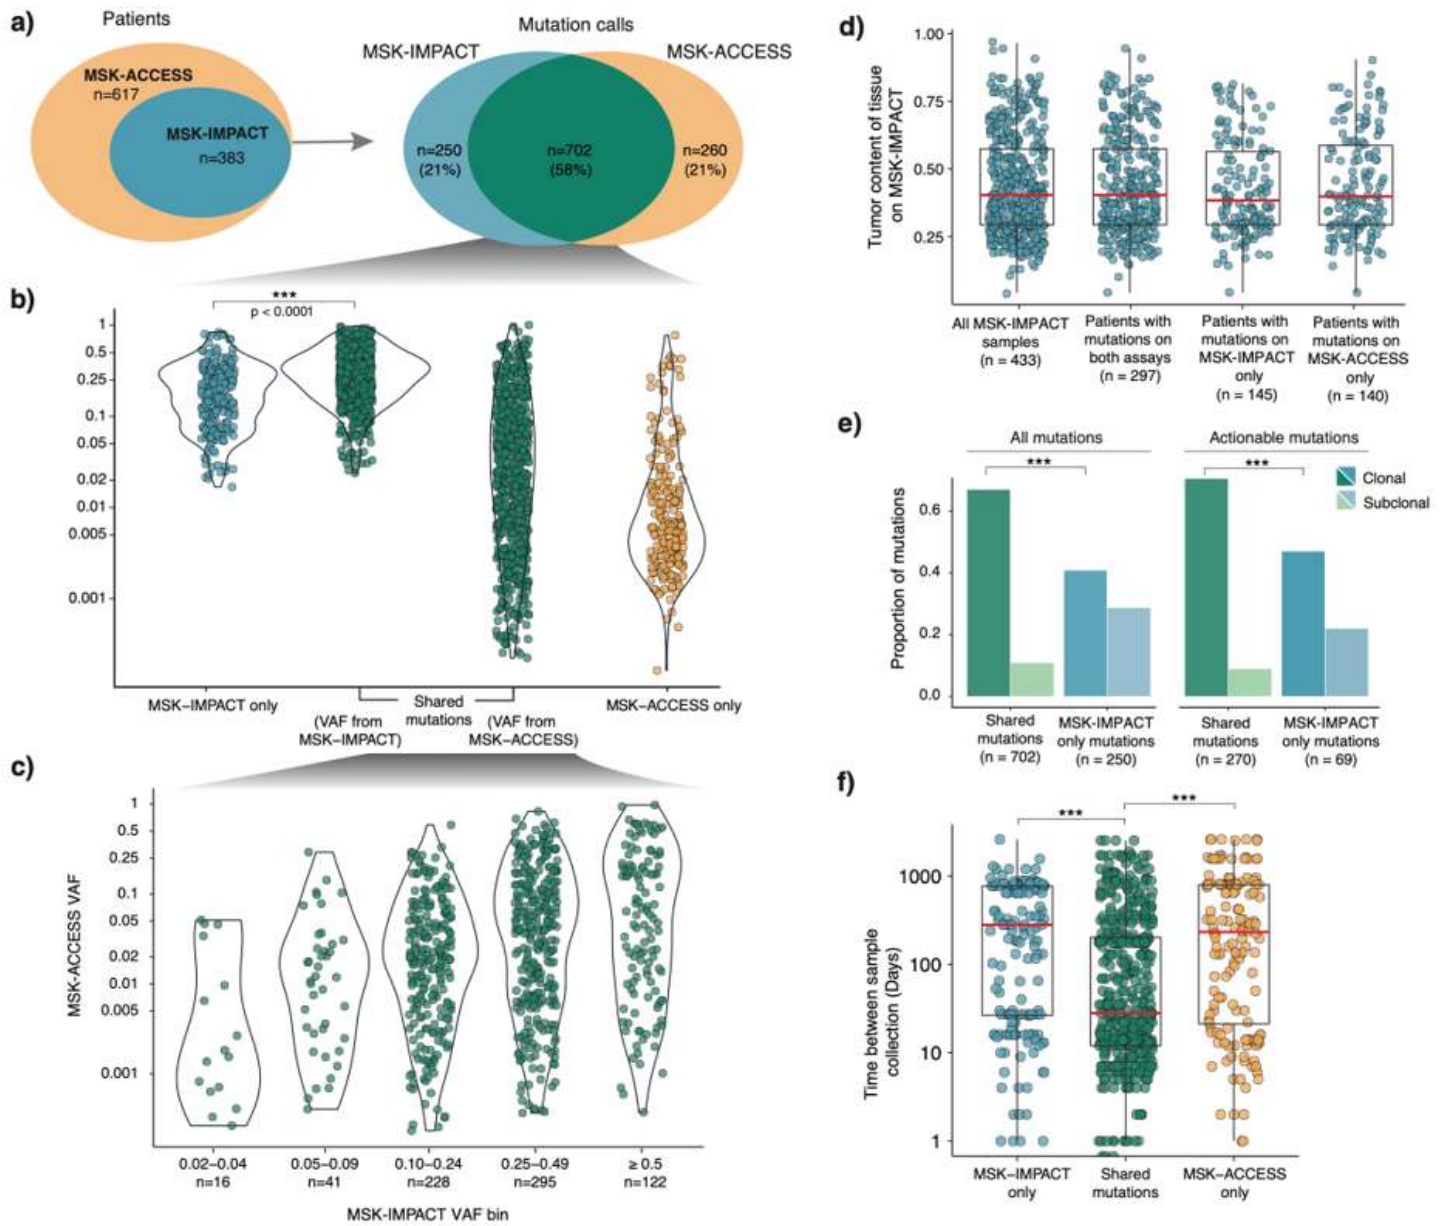 a)
Patients
MSK-ACCESS
n=617
MSK-IMPACT
n=383
Mutation calls
MSK-IMPACT
MSK-ACCESS
n=250
(21%)
n=702
(58%)
n=260
(21%)
b)
***
p < 0.0001
1
0.5
0.25
0.1
0.05
0.02
0.01
0.005
0.001
MSK–IMPACT only
Shared
mutations
(VAF from
MSK–IMPACT)
(VAF from
MSK–ACCESS)
MSK–ACCESS only
c)
MSK-ACCESS VAF
1
0.5
0.25
0.1
0.05
0.02
0.01
0.005
0.001
0.02–0.04
n=16
0.05–0.09
n=41
0.10–0.24
n=228
0.25–0.49
n=295
≥ 0.5
n=122
MSK-IMPACT VAF bin
d)
Tumor content of tissue
on MSK-IMPACT
1.00
0.75
0.50
0.25
All MSK-IMPACT
samples
(n = 433)
Patients with
mutations on
both assays
(n = 297)
Patients with
mutations on
MSK-IMPACT
only
(n = 145)
Patients with
mutations on
MSK-ACCESS
only
(n = 140)
e)
All mutations
***
Actionable mutations
***
Clonal
Subclonal
Proportion of mutations
0.6
0.4
0.2
0.0
Shared
mutations
(n = 702)
MSK-IMPACT
only mutations
(n = 250)
Shared
mutations
(n = 270)
MSK-IMPACT
only mutations
(n = 69)
f)
***
***
Time between sample
collection (Days)
1000
100
10
1
MSK–IMPACT
only
Shared
mutations
MSK–ACCESS
only